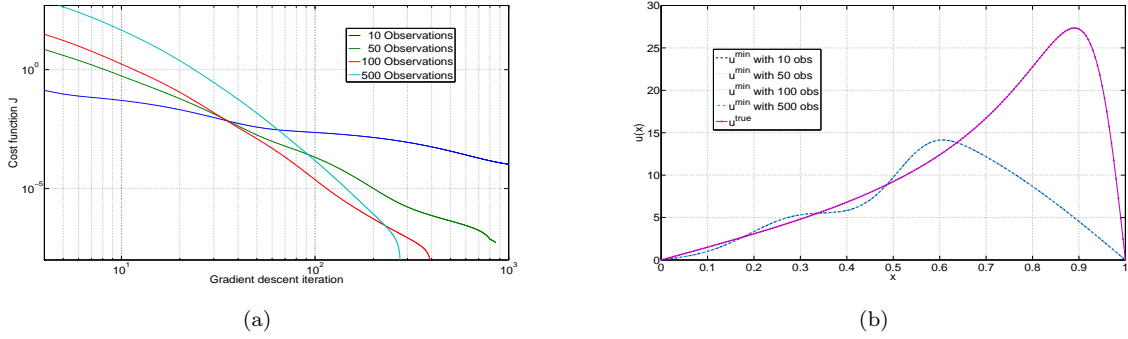 10 Observations
50 Observations
100 Observations
500 Observations
10^0
10^-5
Cost function J
10^1
10^2
10^3
Gradient descent iteration
(a)
30
25
20
15
10
5
0
u(x)
u^min with 10 obs
u^min with 50 obs
u^min with 100 obs
u^min with 500 obs
u^true
0 0.1 0.2 0.3 0.4 0.5 0.6 0.7 0.8 0.9 1
x
(b)